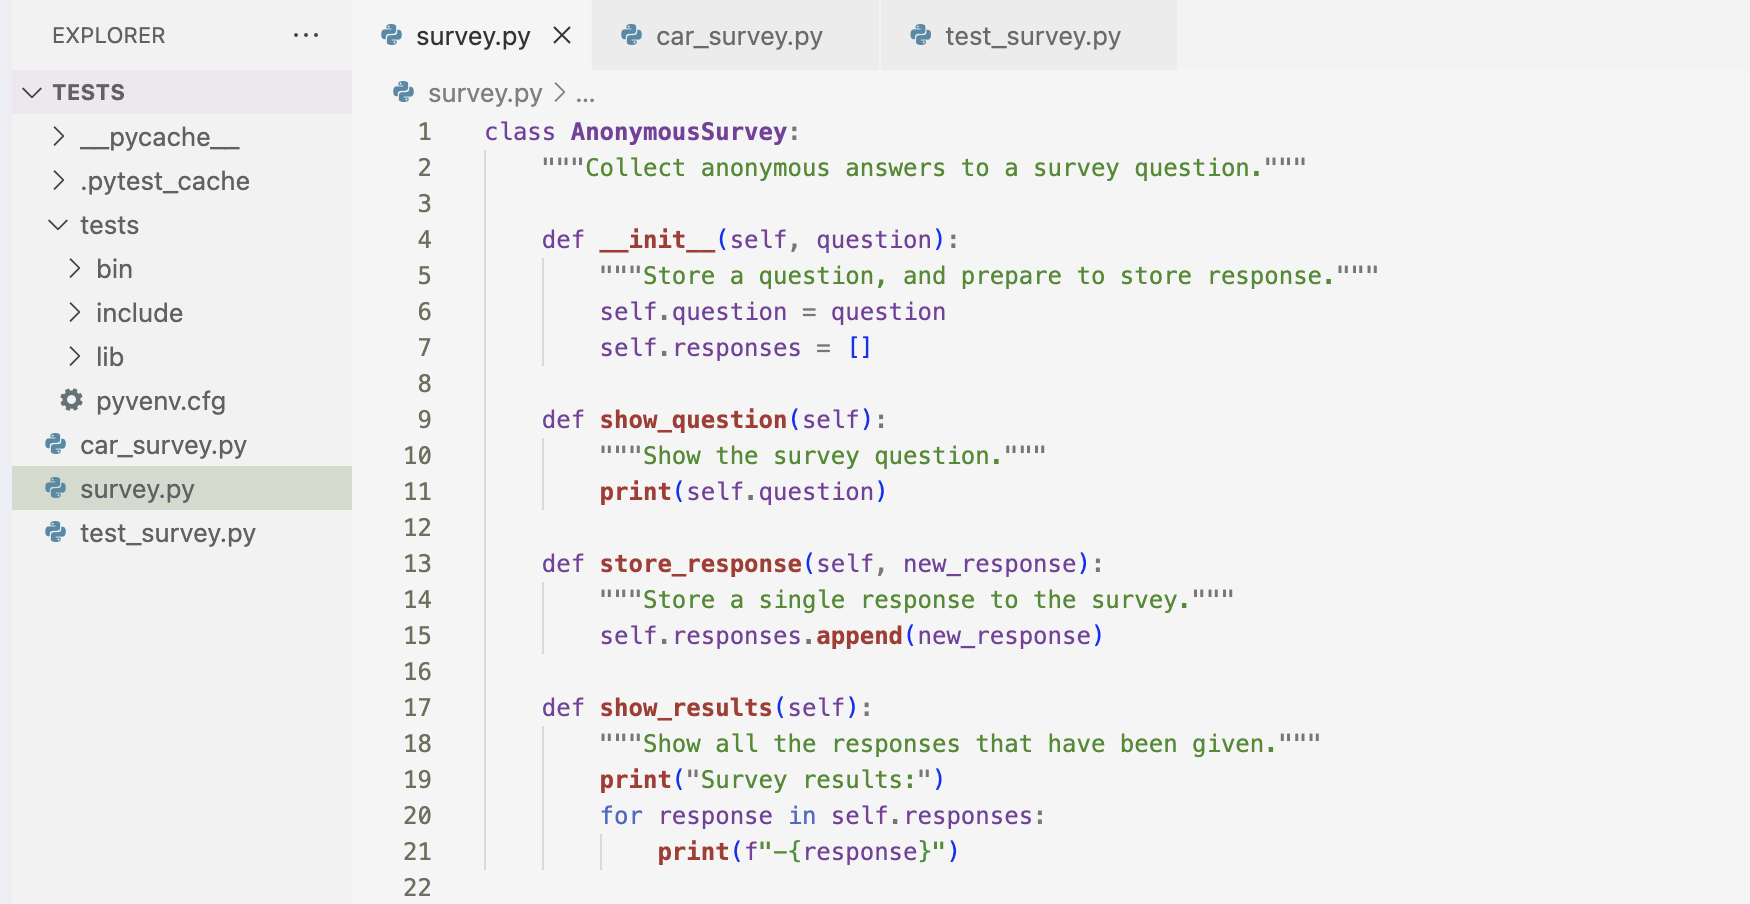 EXPLORER ...
TESTS
__pycache__
.pytest_cache
tests
bin
include
lib
pyvenv.cfg
car_survey.py
survey.py
test_survey.py
survey.py car_survey.py test_survey.py
survey.py > ...
1 class AnonymousSurvey:
2     """Collect anonymous answers to a survey question."""
3
4     def __init__(self, question):
5         """Store a question, and prepare to store response."""
6         self.question = question
7         self.responses = []
8
9     def show_question(self):
10         """Show the survey question."""
11         print(self.question)
12
13     def store_response(self, new_response):
14         """Store a single response to the survey."""
15         self.responses.append(new_response)
16
17     def show_results(self):
18         """Show all the responses that have been given."""
19         print("Survey results:")
20         for response in self.responses:
21             print(f"-{response}")
22